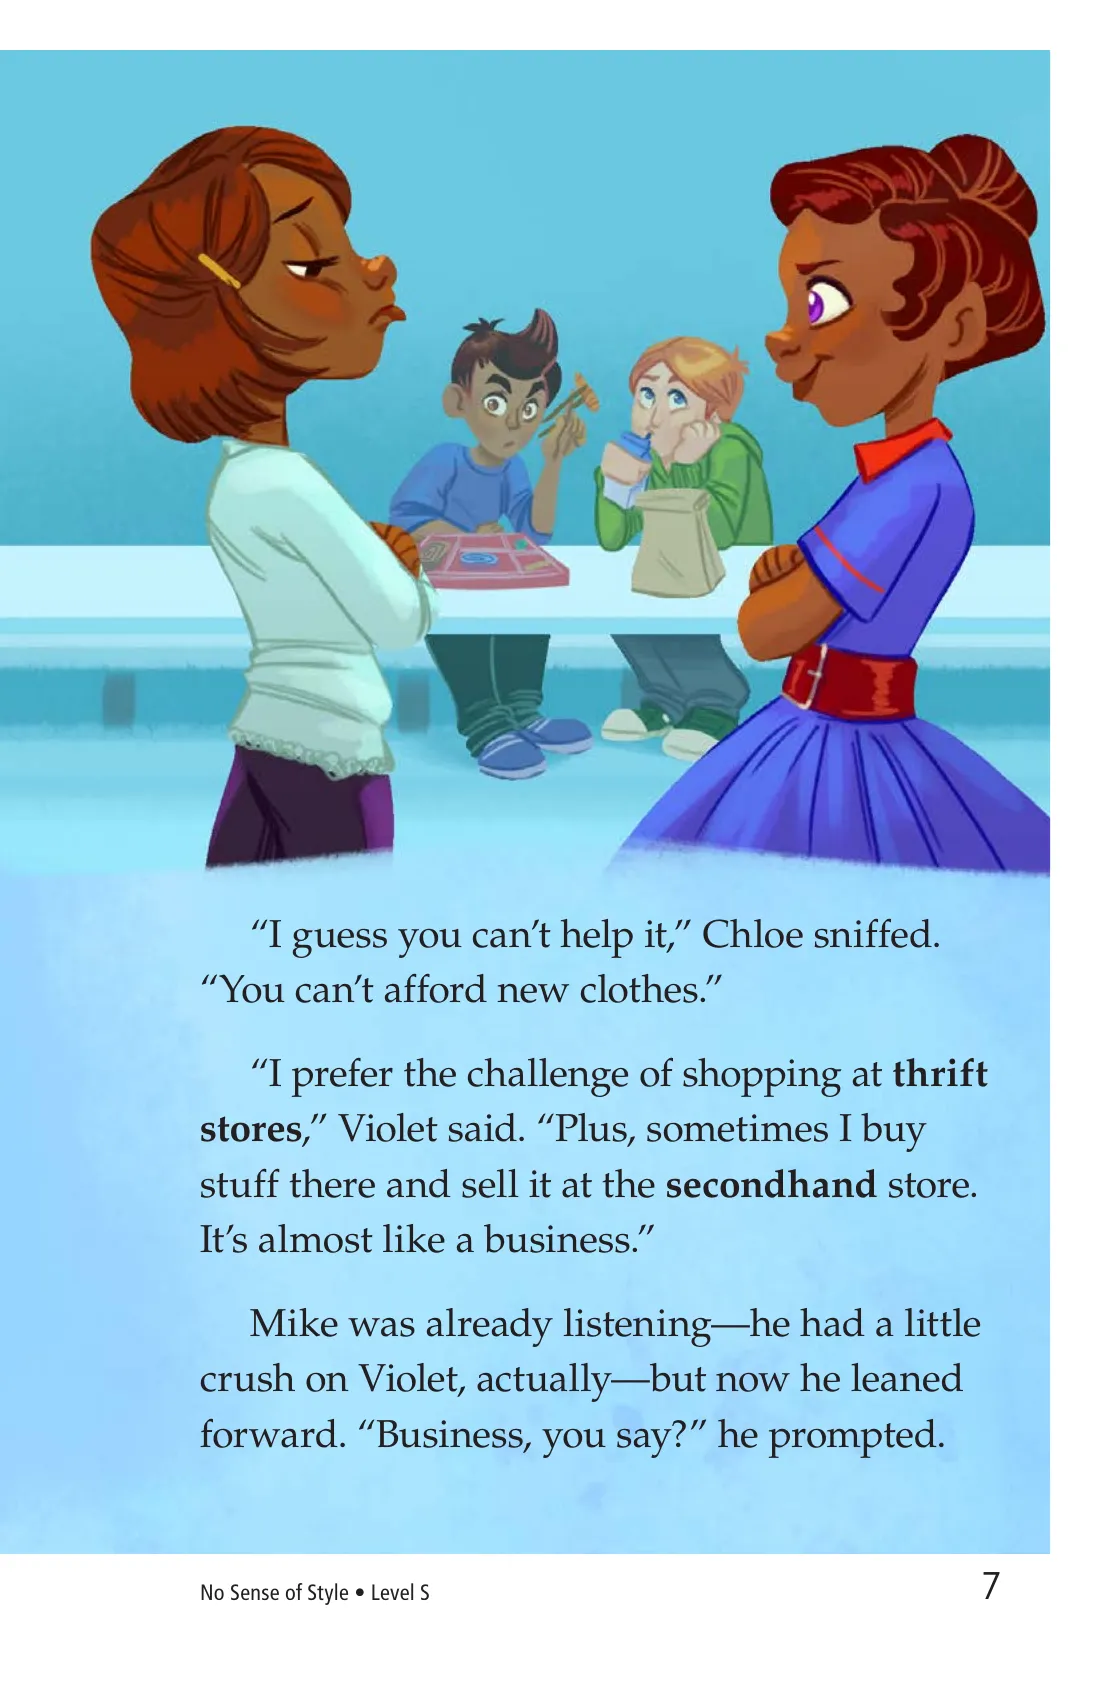 “I guess you can’t help it,” Chloe sniffed.
“You can’t afford new clothes.”
“I prefer the challenge of shopping at thrift
stores,” Violet said. “Plus, sometimes I buy
stuff there and sell it at the secondhand store.
It’s almost like a business.”
Mike was already listening—he had a little
crush on Violet, actually—but now he leaned
forward. “Business, you say?” he prompted.
No Sense of Style • Level S
7